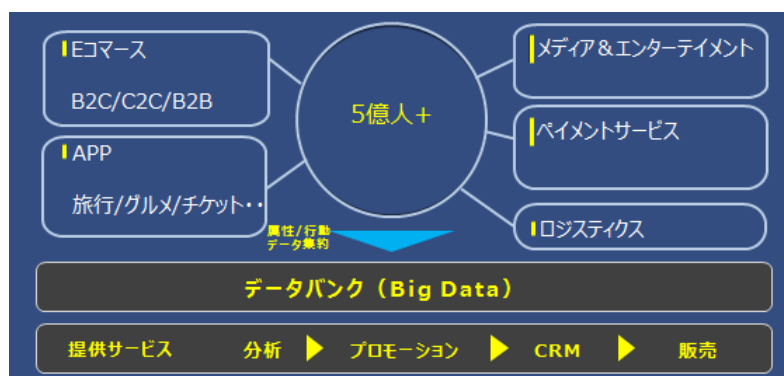 Eコマース
B2C/C2C/B2B
APP
旅行/グルメ/チケット・・
5億人+
メディア＆エンターテイメント
ペイメントサービス
ロジスティクス
属性/行動
データ集約
データバンク（Big Data）
提供サービス 分析 プロモーション CRM 販売